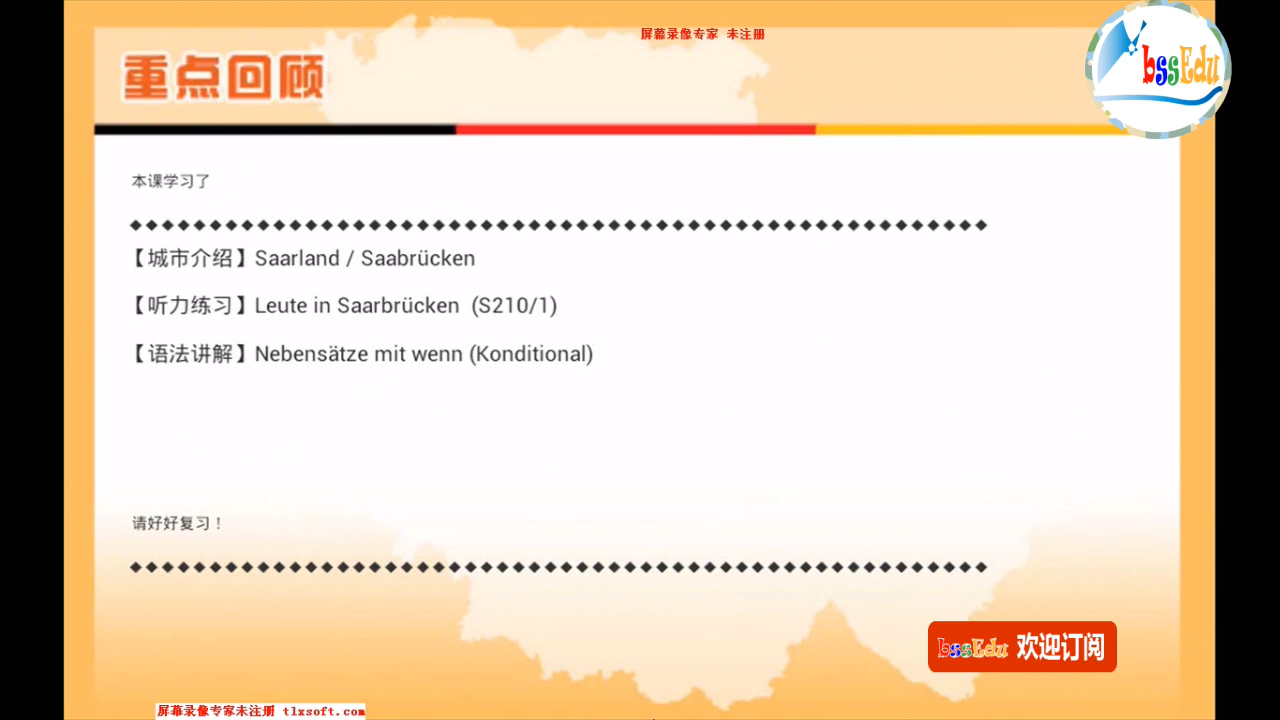 屏幕录像专家 未注册
bssEdu
重点回顾
本课学习了
【城市介绍】Saarland / Saabrücken
【听力练习】Leute in Saarbrücken (S210/1)
【语法讲解】Nebensätze mit wenn (Konditional)
请好好复习！
bssEdu 欢迎订阅
屏幕录像专家未注册 tlxsoft.com